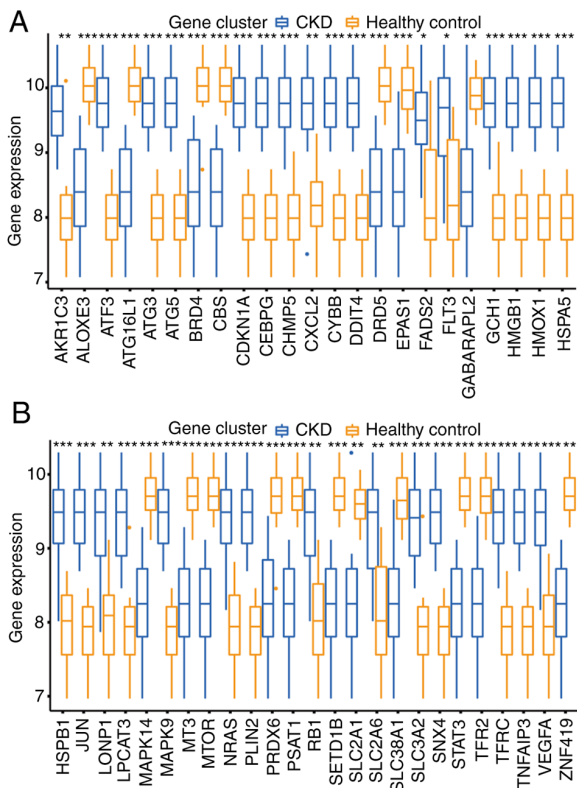 A
Gene cluster CKD Healthy control
** *** *** *** *** *** *** *** *** *** *** ** *** *** *** *** * * ** *** *** *** ***
Gene expression
10
9
8
7
AKR1C3
ALOXE3
ATF3
ATG16L1
ATG3
ATG5
BRD4
CBS
CDKN1A
CEBPG
CHMP5
CXCL2
CYBB
DDIT4
DRD5
EPAS1
FADS2
FLT3
GABARAPL2
GCH1
HMGB1
HMOX1
HSPA5
B
Gene cluster CKD Healthy control
Gene expression
10
9
8
7
HSPB1
JUN
LONP1
LPCAT3
MAPK14
MAPK9
MT3
MTOR
NRAS
PLIN2
PRDX6
PSAT1
RB1
SETD1B
SLC2A1
SLC2A6
SLC38A1
SLC3A2
SNX4
STAT3
TFR2
TFRC
TNFAIP3
VEGFA
ZNF419